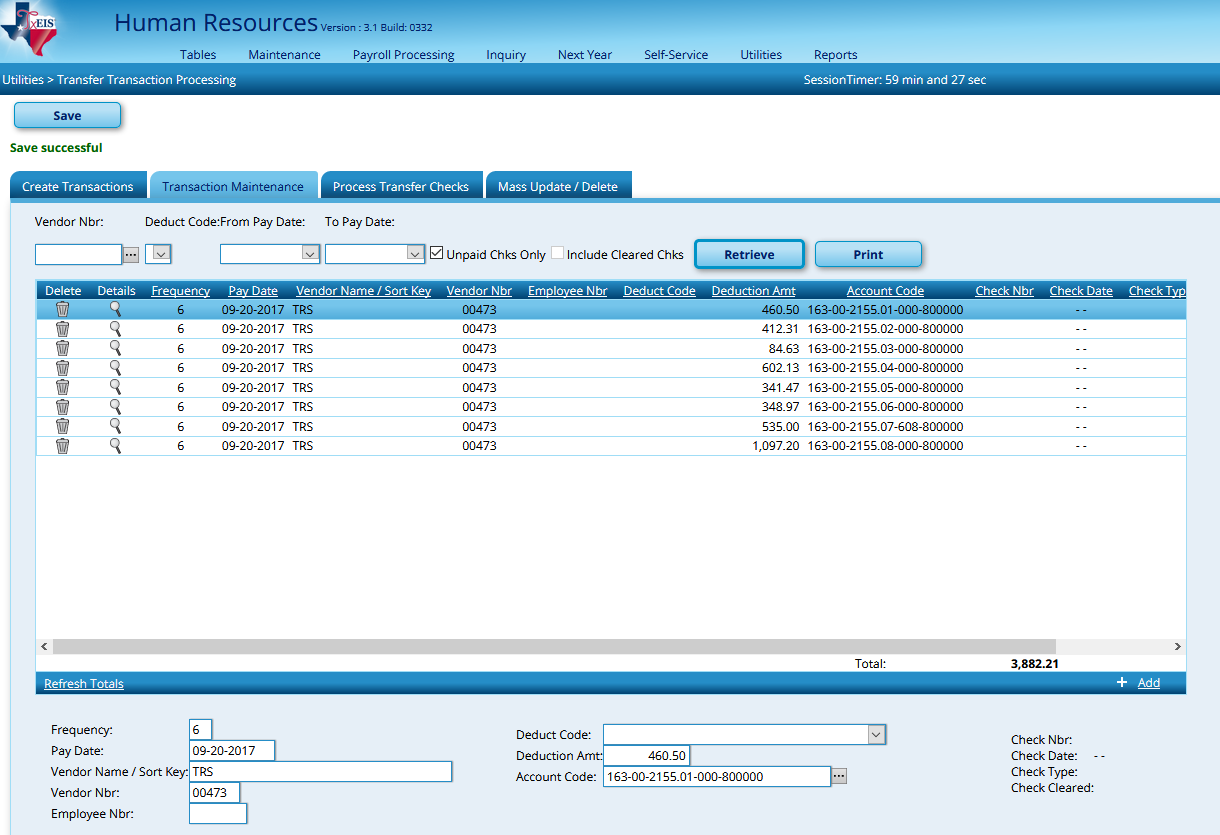 TxEIS
Human Resources Version : 3.1 Build: 0332
Tables Maintenance Payroll Processing Inquiry Next Year Self-Service Utilities Reports
Utilities > Transfer Transaction Processing SessionTimer: 59 min and 27 sec
Save
Save successful
Create Transactions Transaction Maintenance Process Transfer Checks Mass Update / Delete
Vendor Nbr: Deduct Code: From Pay Date: To Pay Date:
... Unpaid Chks Only Include Cleared Chks Retrieve Print
Delete Details Frequency Pay Date Vendor Name / Sort Key Vendor Nbr Employee Nbr Deduct Code Deduction Amt Account Code Check Nbr Check Date Check Typ
6 09-20-2017 TRS 00473 460.50 163-00-2155.01-000-800000 - -
6 09-20-2017 TRS 00473 412.31 163-00-2155.02-000-800000 - -
6 09-20-2017 TRS 00473 84.63 163-00-2155.03-000-800000 - -
6 09-20-2017 TRS 00473 602.13 163-00-2155.04-000-800000 - -
6 09-20-2017 TRS 00473 341.47 163-00-2155.05-000-800000 - -
6 09-20-2017 TRS 00473 348.97 163-00-2155.06-000-800000 - -
6 09-20-2017 TRS 00473 535.00 163-00-2155.07-608-800000 - -
6 09-20-2017 TRS 00473 1,097.20 163-00-2155.08-000-800000 - -
Total: 3,882.21
Refresh Totals + Add
Frequency: 6
Pay Date: 09-20-2017
Vendor Name / Sort Key: TRS
Vendor Nbr: 00473
Employee Nbr:
Deduct Code:
Deduction Amt: 460.50
Account Code: 163-00-2155.01-000-800000 ...
Check Nbr:
Check Date: - -
Check Type:
Check Cleared: